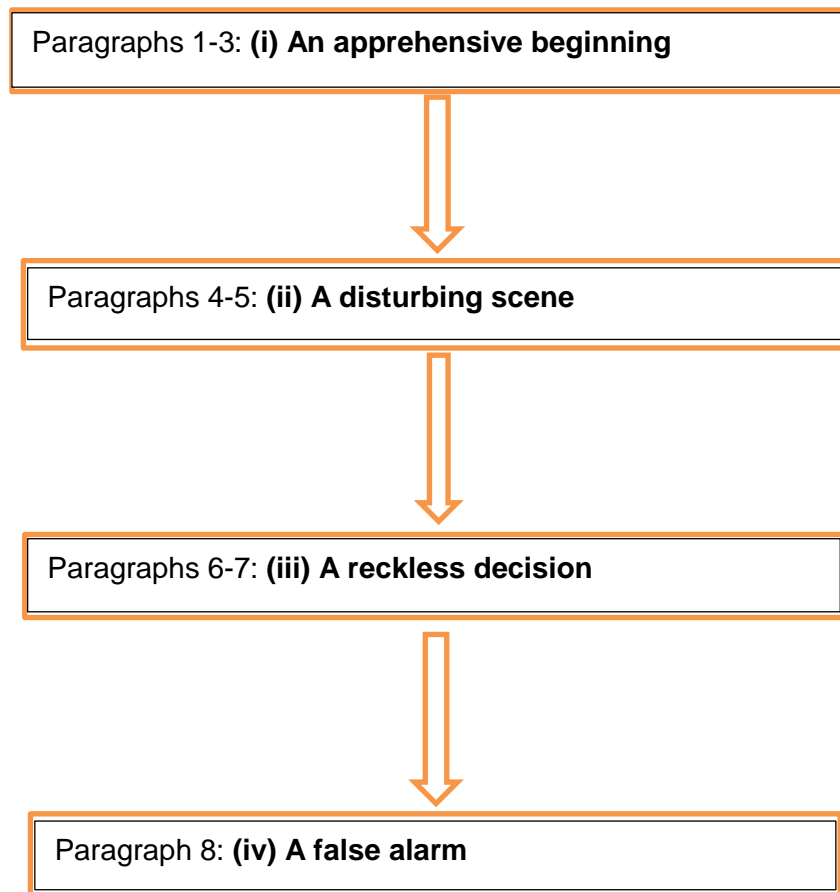 Paragraphs 1-3: (i) An apprehensive beginning
Paragraphs 4-5: (ii) A disturbing scene
Paragraphs 6-7: (iii) A reckless decision
Paragraph 8: (iv) A false alarm